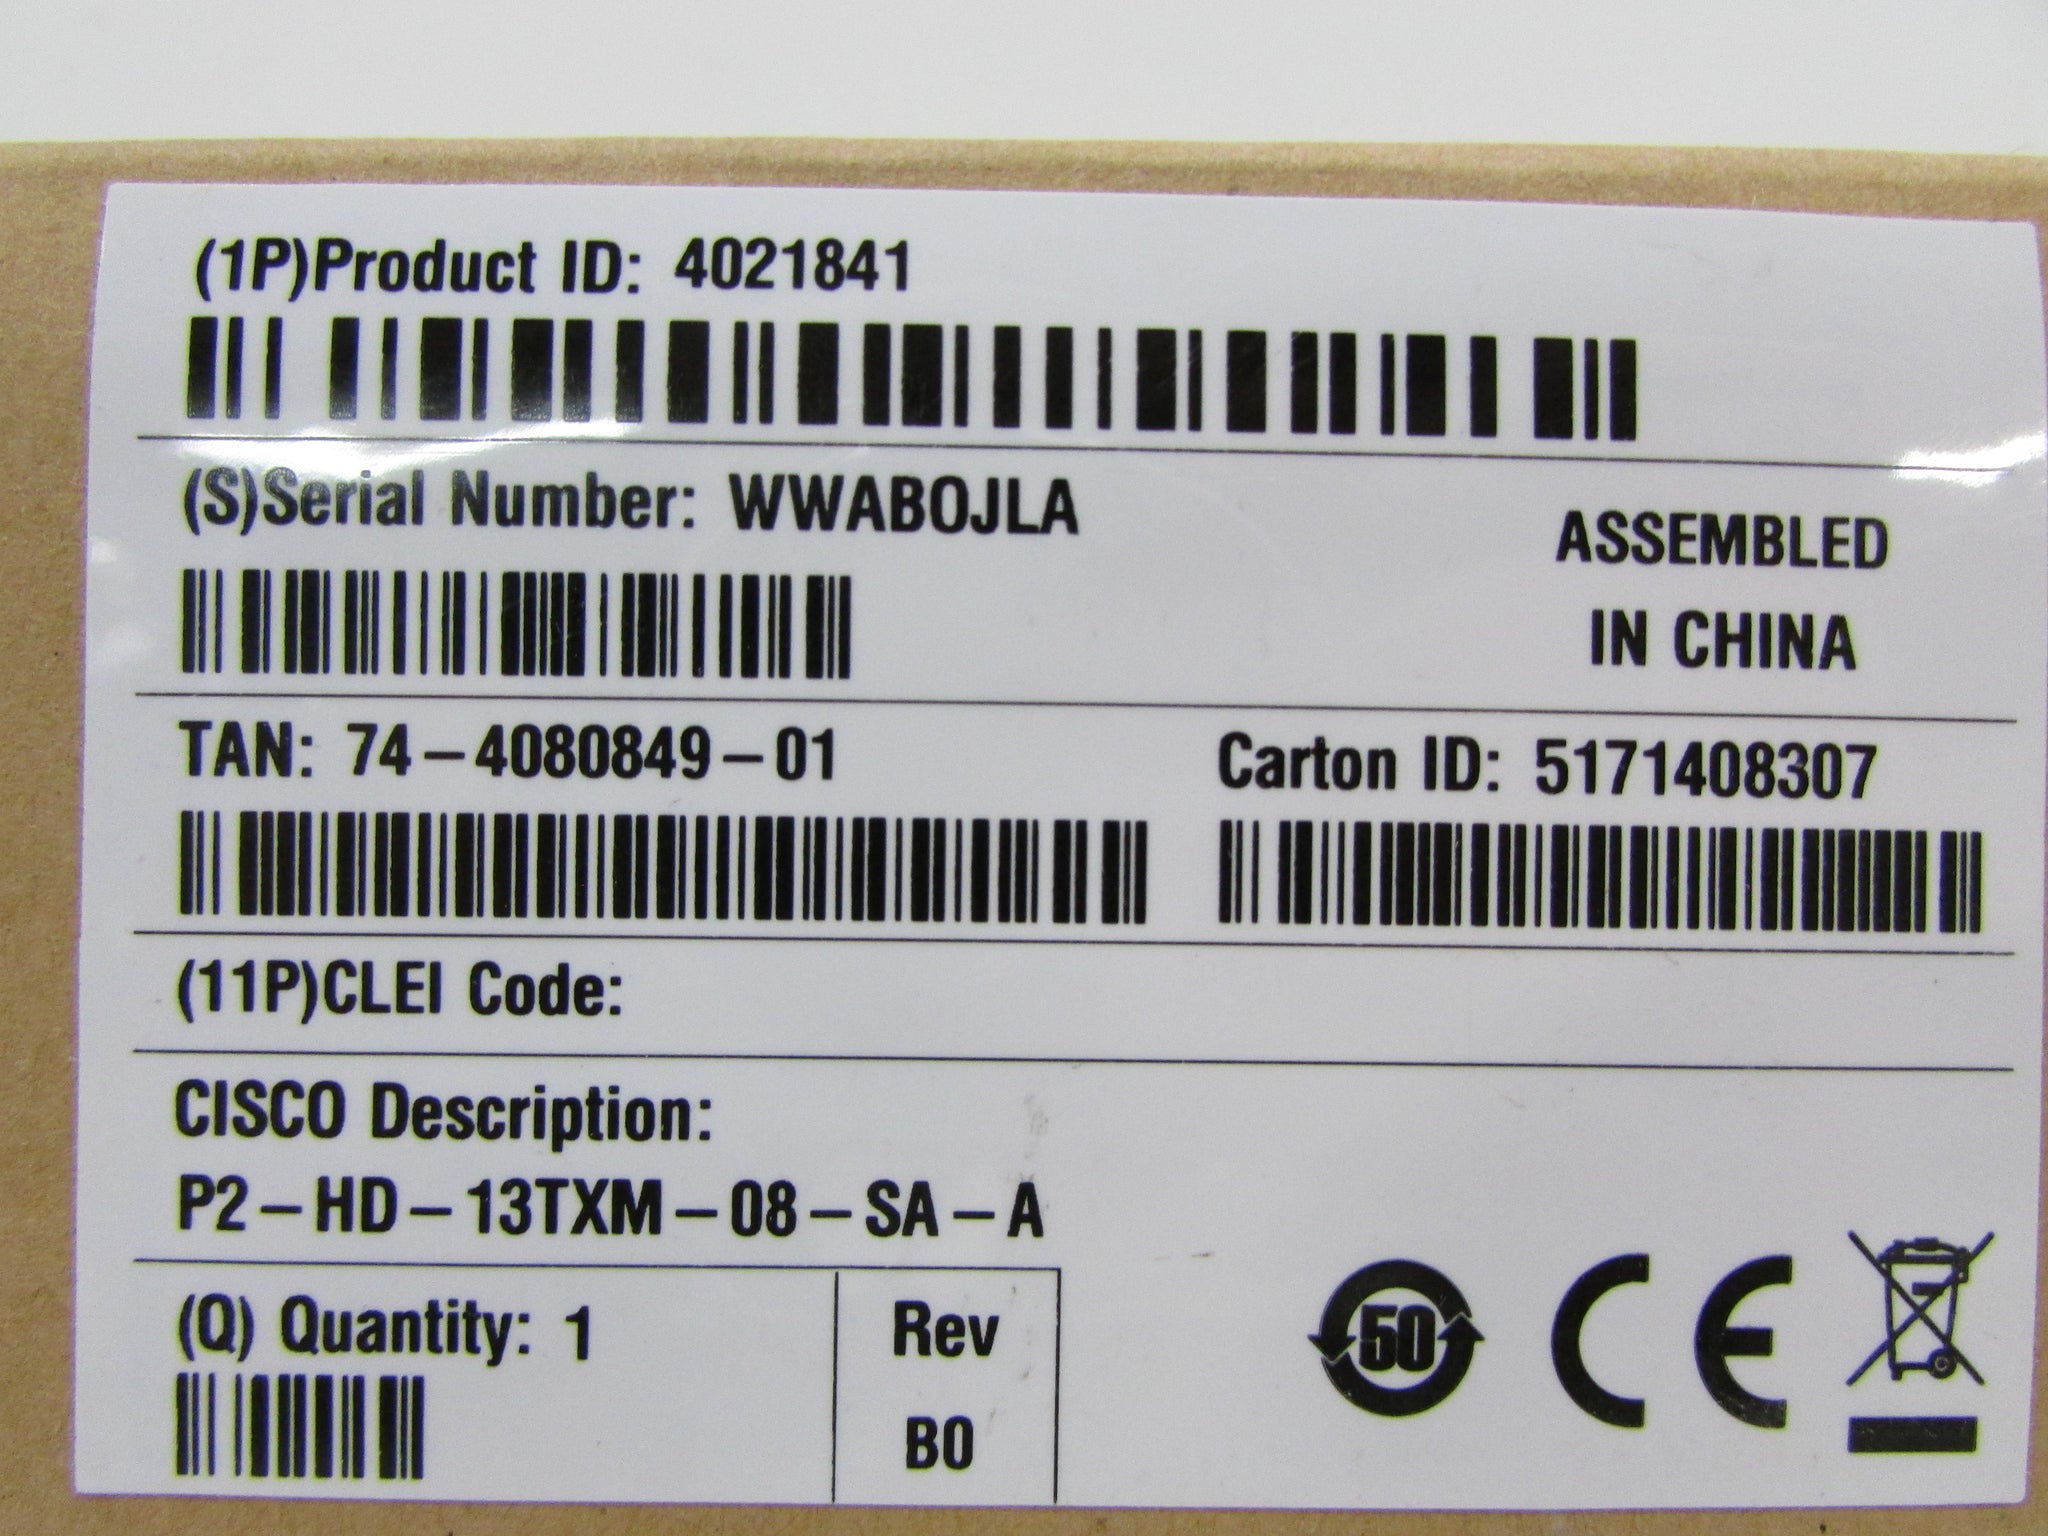 (1P)Product ID: 4021841
(S)Serial Number: WWABOJLA
ASSEMBLED
IN CHINA
TAN: 74-4080849-01
Carton ID: 5171408307
(11P)CLEI Code:
CISCO Description:
P2-HD-13TXM-08-SA-A
(Q) Quantity: 1
Rev
B0
50
CE